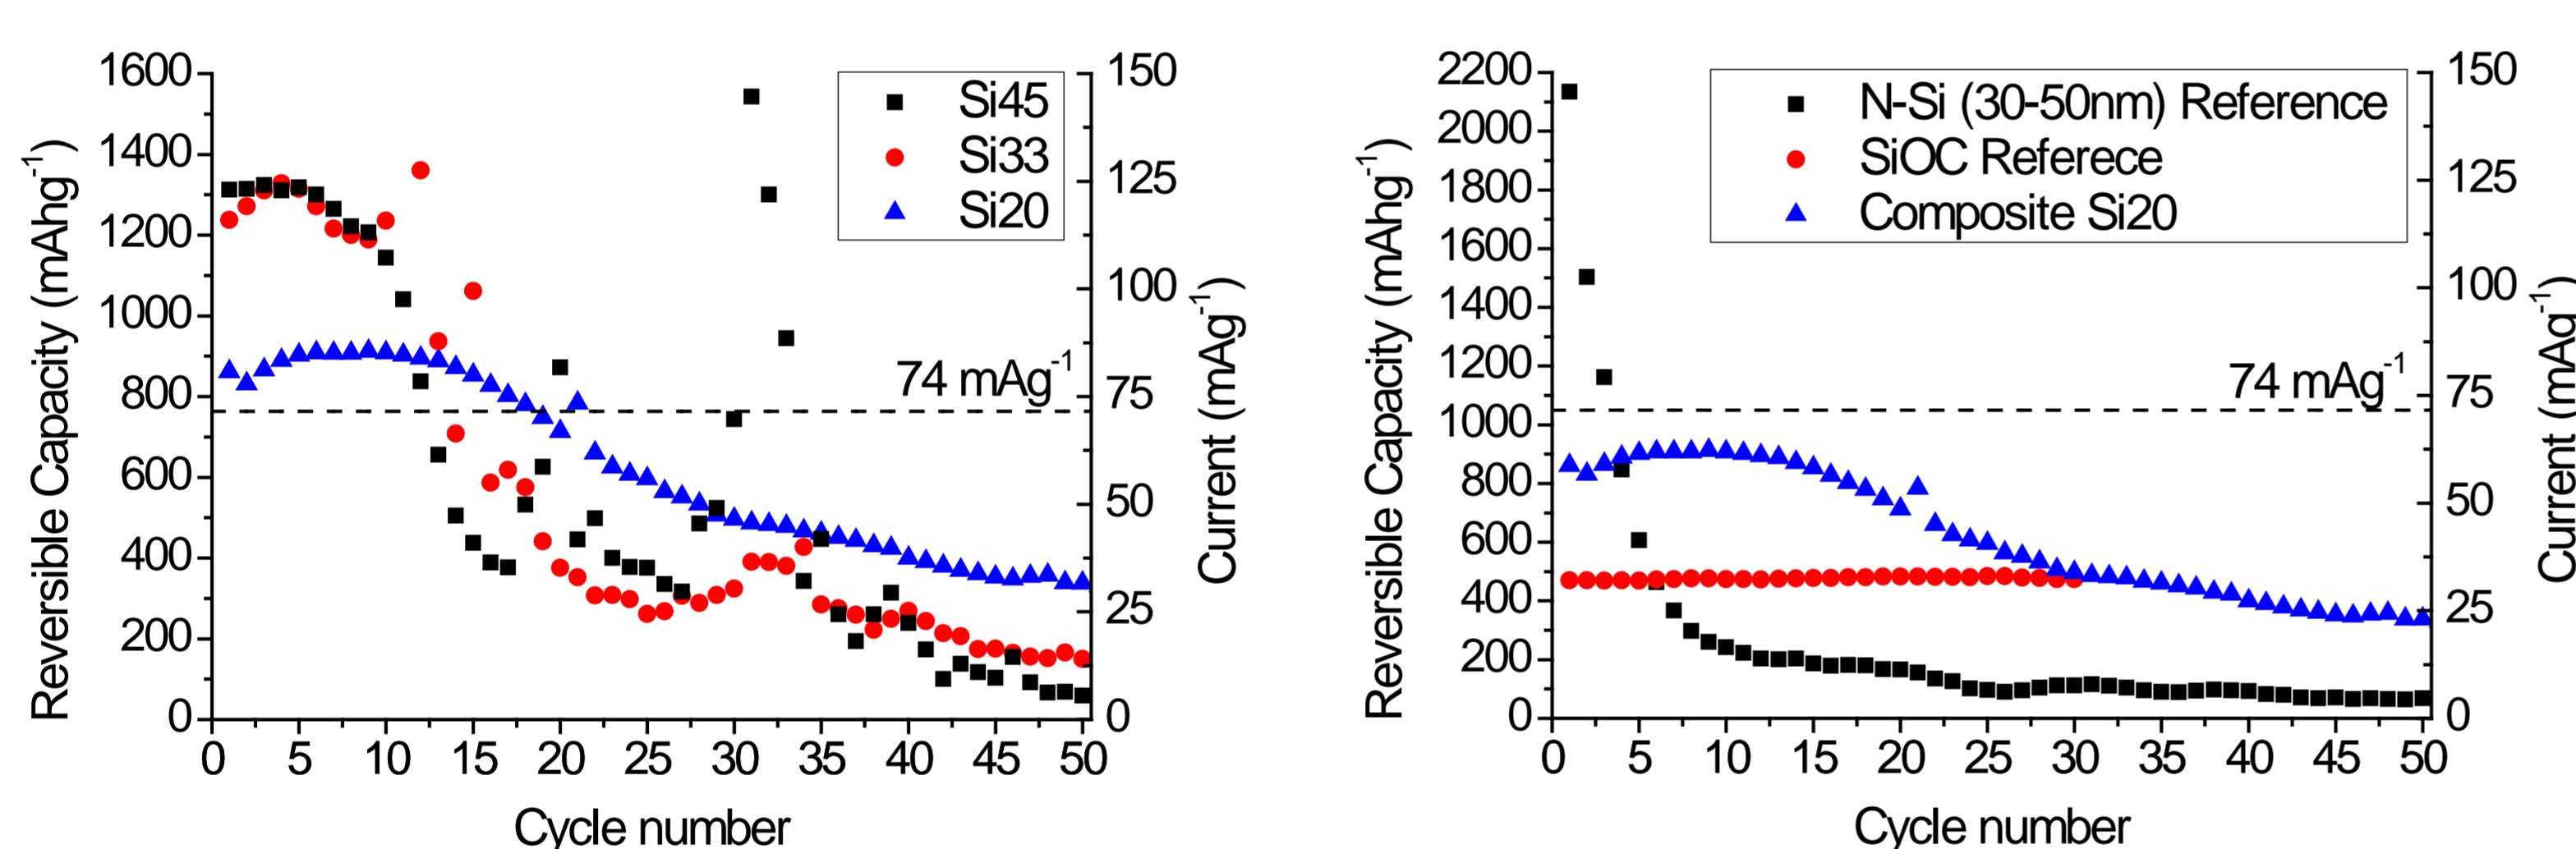 1600
1400
1200
1000
800
600
400
200
0
Reversible Capacity (mAhg⁻¹)
0 5 10 15 20 25 30 35 40 45 50
Cycle number
150
125
100
75
50
25
0
Current (mAg⁻¹)
Si45
Si33
Si20
74 mAg⁻¹
2200
2000
1800
1600
1400
1200
1000
800
600
400
200
0
Reversible Capacity (mAhg⁻¹)
0 5 10 15 20 25 30 35 40 45 50
Cycle number
150
125
100
75
50
25
0
Current (mAg⁻¹)
N-Si (30-50nm) Reference
SiOC Referece
Composite Si20
74 mAg⁻¹